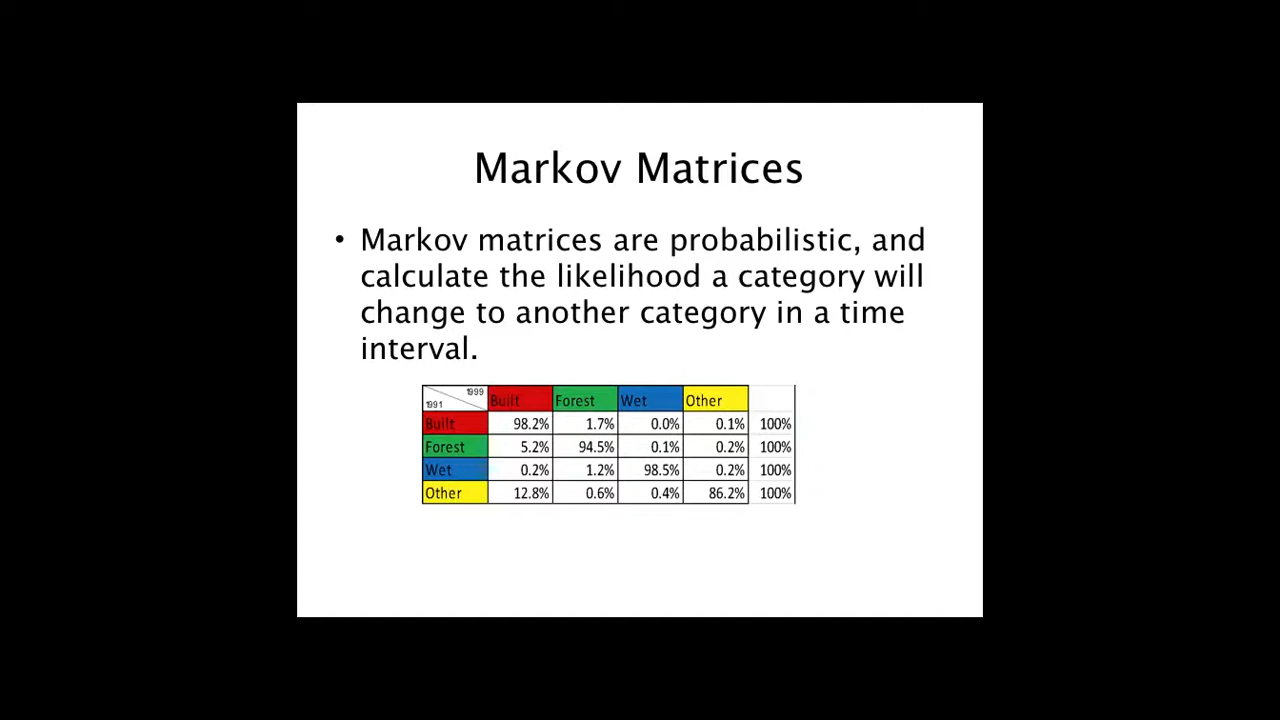 Markov Matrices
• Markov matrices are probabilistic, and
calculate the likelihood a category will
change to another category in a time
interval.
1999
1991 Built Forest Wet Other
Built 98.2% 1.7% 0.0% 0.1% 100%
Forest 5.2% 94.5% 0.1% 0.2% 100%
Wet 0.2% 1.2% 98.5% 0.2% 100%
Other 12.8% 0.6% 0.4% 86.2% 100%